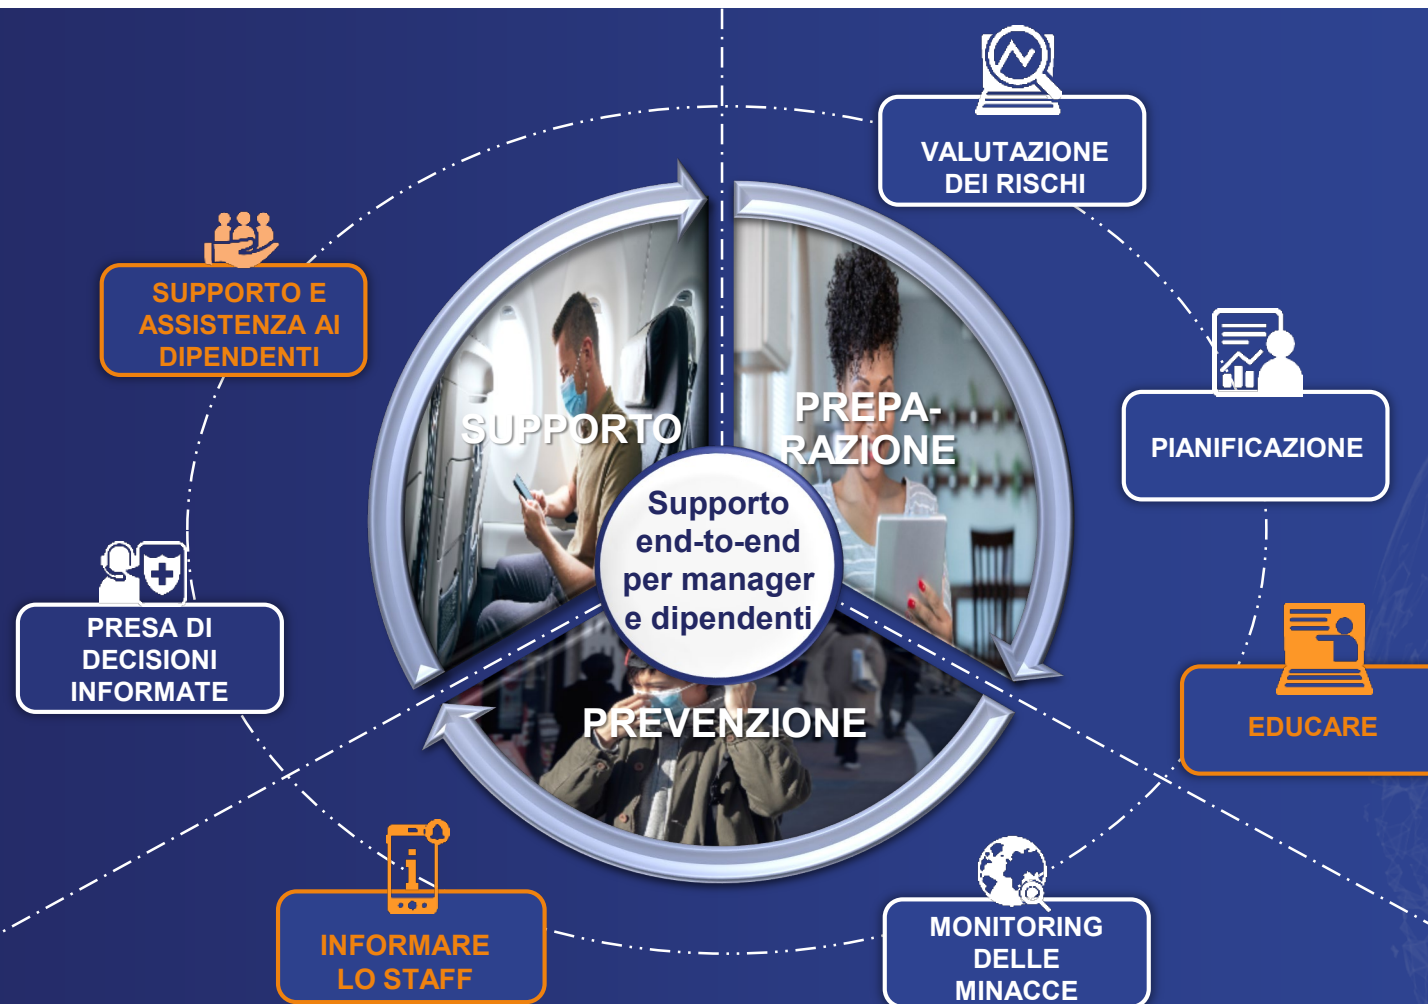 VALUTAZIONE
DEI RISCHI
SUPPORTO E
ASSISTENZA AI
DIPENDENTI
SUPPORTO
PREPA-
RAZIONE
PIANIFICAZIONE
Supporto
end-to-end
per manager
e dipendenti
PRESA DI
DECISIONI
INFORMATE
PREVENZIONE
EDUCARE
INFORMARE
LO STAFF
MONITORING
DELLE
MINACCE